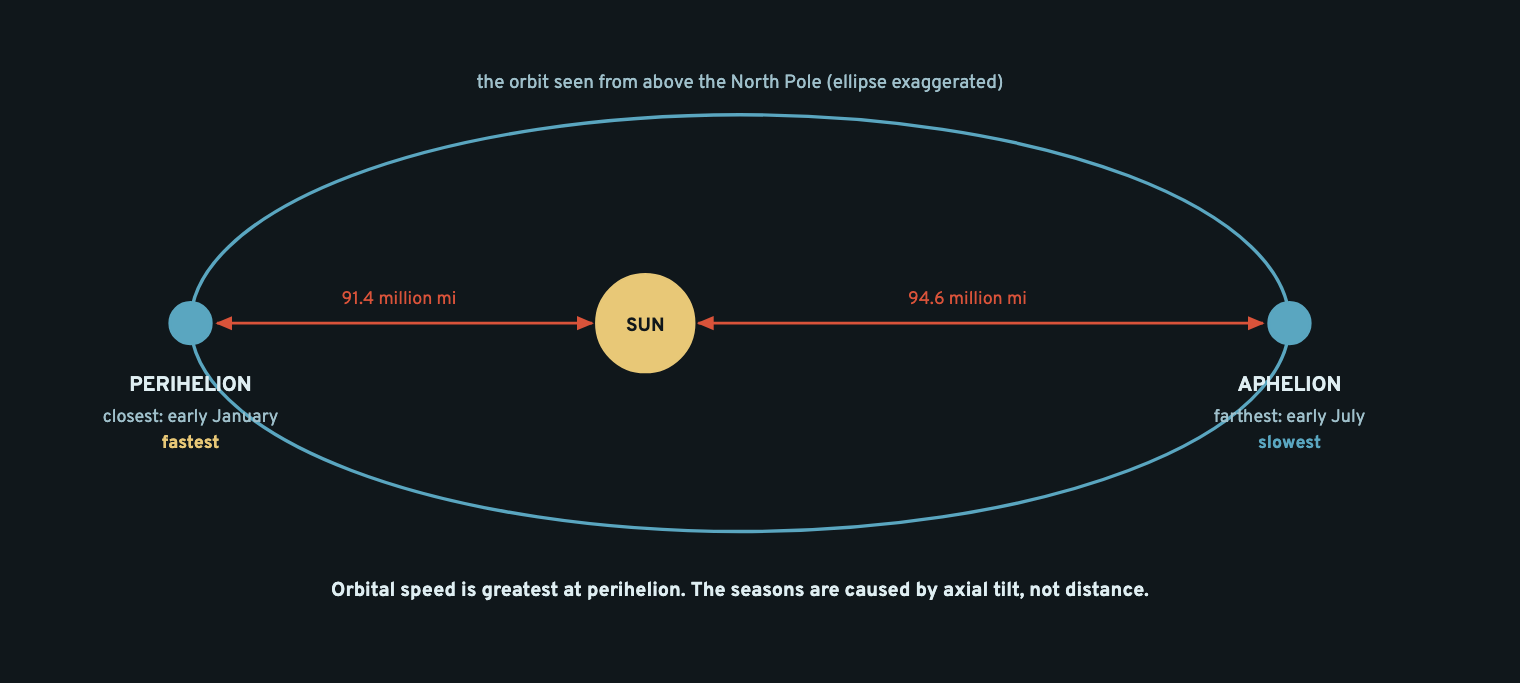 the orbit seen from above the North Pole (ellipse exaggerated)
91.4 million mi
94.6 million mi
SUN
PERIHELION
closest: early January
fastest
APHELION
farthest: early July
slowest
Orbital speed is greatest at perihelion. The seasons are caused by axial tilt, not distance.